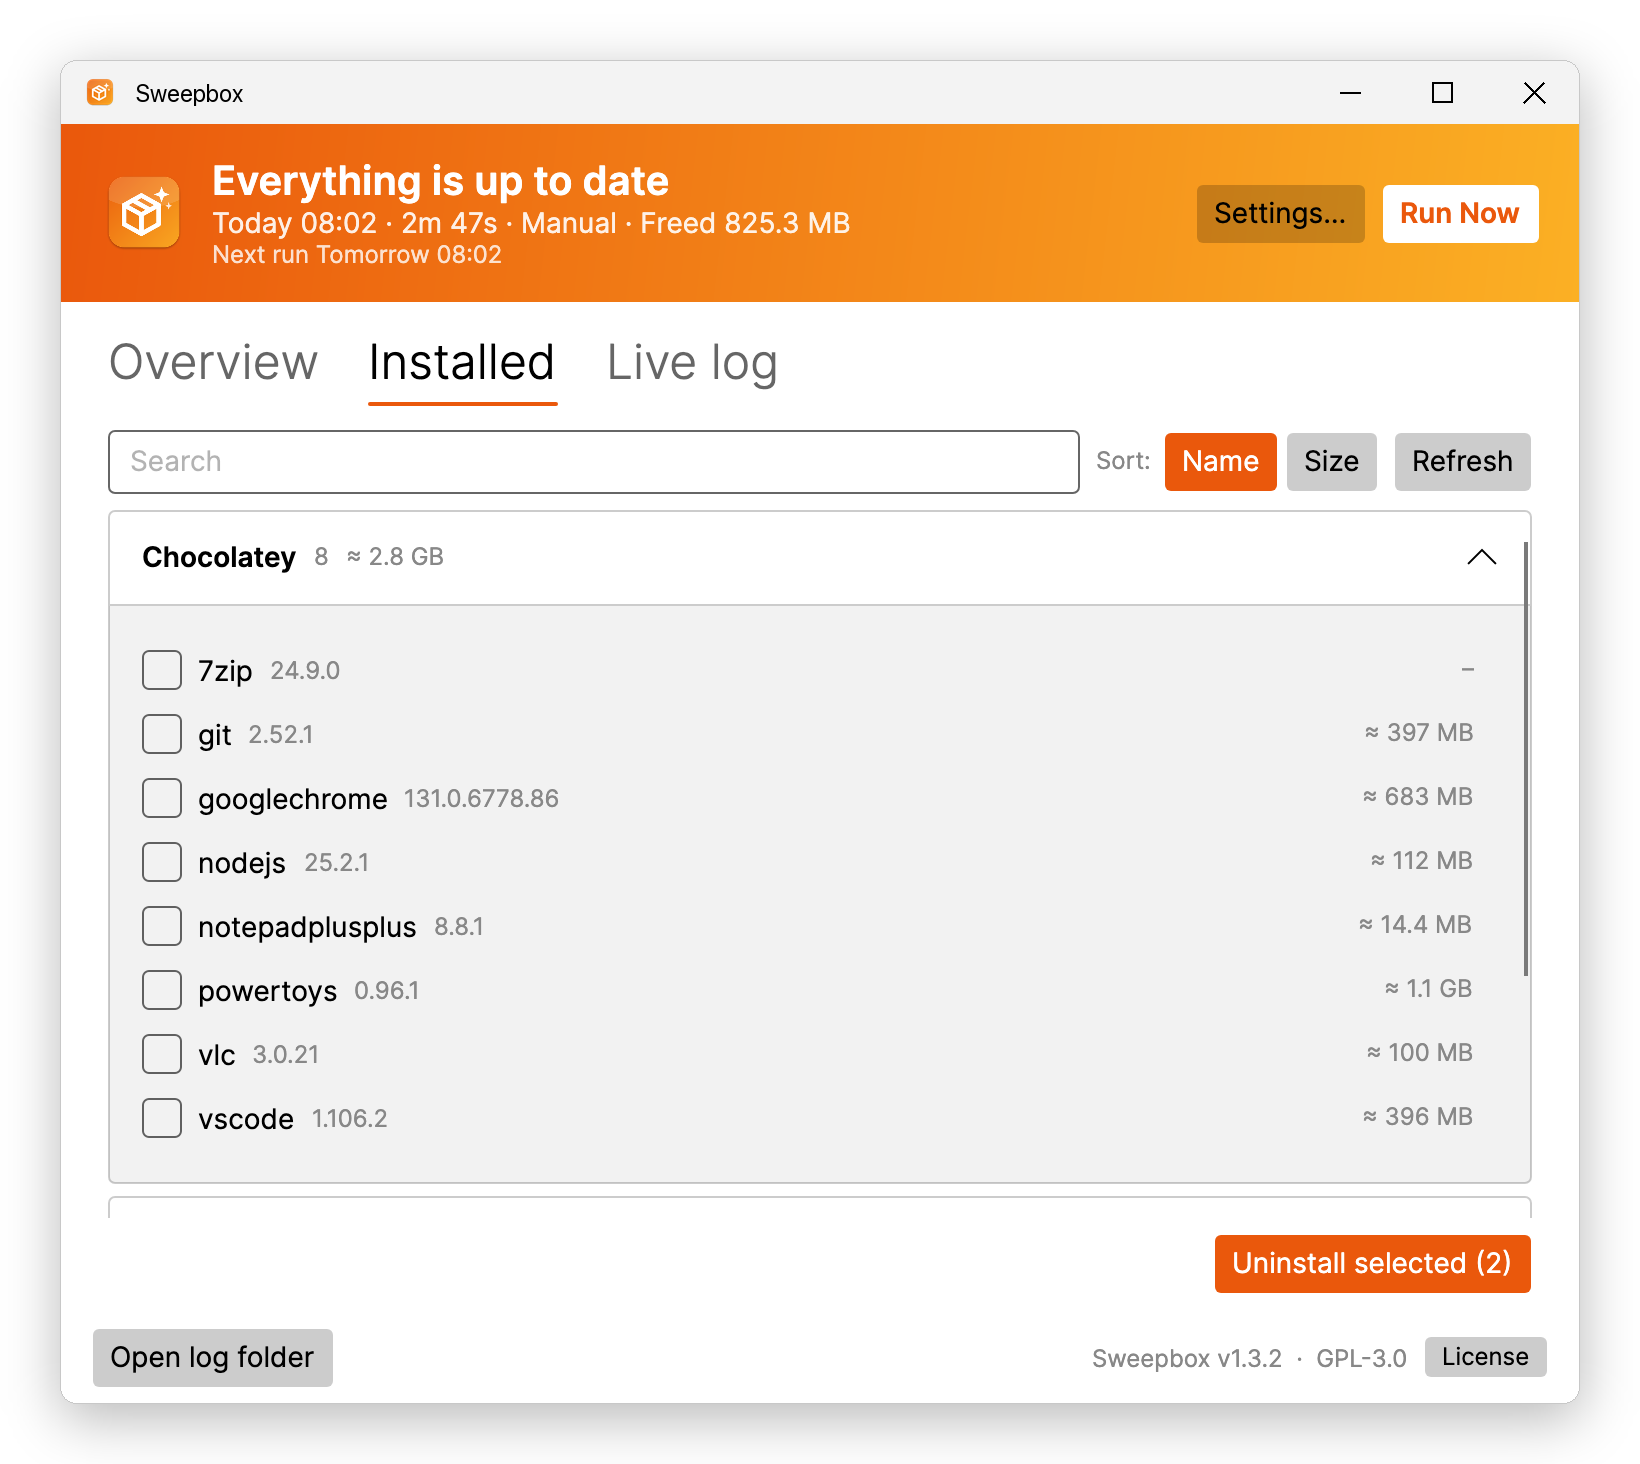 Sweepbox
Everything is up to date
Today 08:02 · 2m 47s · Manual · Freed 825.3 MB
Next run Tomorrow 08:02
Settings...
Run Now
Overview
Installed
Live log
Search
Sort:
Name
Size
Refresh
Chocolatey 8 ≈ 2.8 GB
7zip 24.9.0 –
git 2.52.1 ≈ 397 MB
googlechrome 131.0.6778.86 ≈ 683 MB
nodejs 25.2.1 ≈ 112 MB
notepadplusplus 8.8.1 ≈ 14.4 MB
powertoys 0.96.1 ≈ 1.1 GB
vlc 3.0.21 ≈ 100 MB
vscode 1.106.2 ≈ 396 MB
Uninstall selected (2)
Open log folder
Sweepbox v1.3.2 · GPL-3.0
License